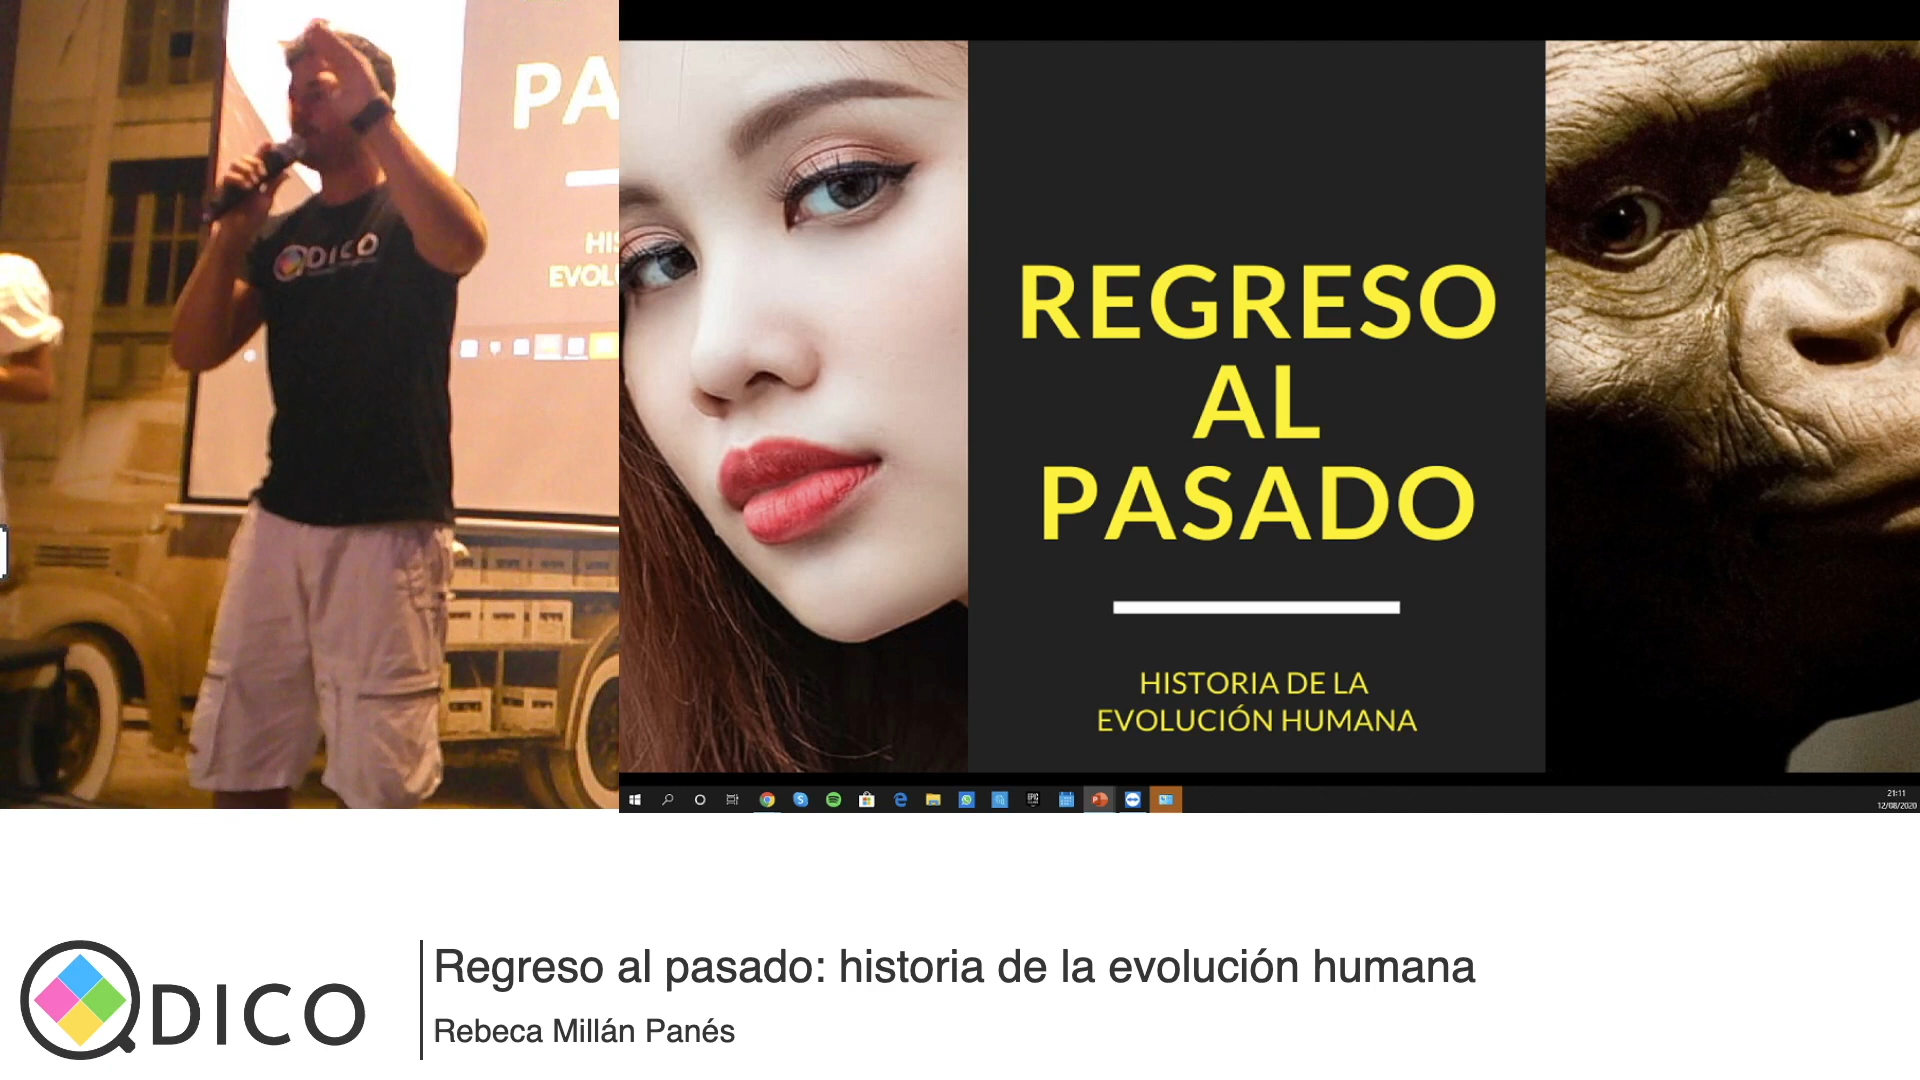 PA
HIS
EVOL
QDICO
REGRESO
AL
PASADO
HISTORIA DE LA
EVOLUCIÓN HUMANA
21:11
12/08/2020
QDICO
Regreso al pasado: historia de la evolución humana
Rebeca Millán Panés